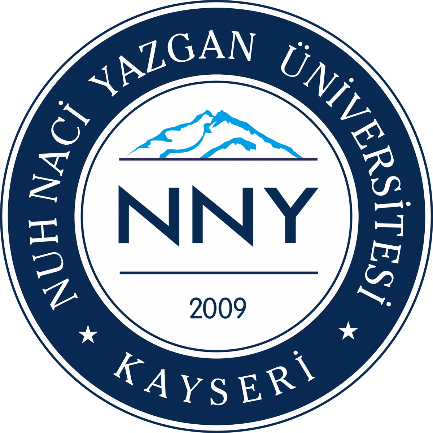 NUH NACİ YAZGAN ÜNİVERSİTESİ
NNY
2009
KAYSERİ